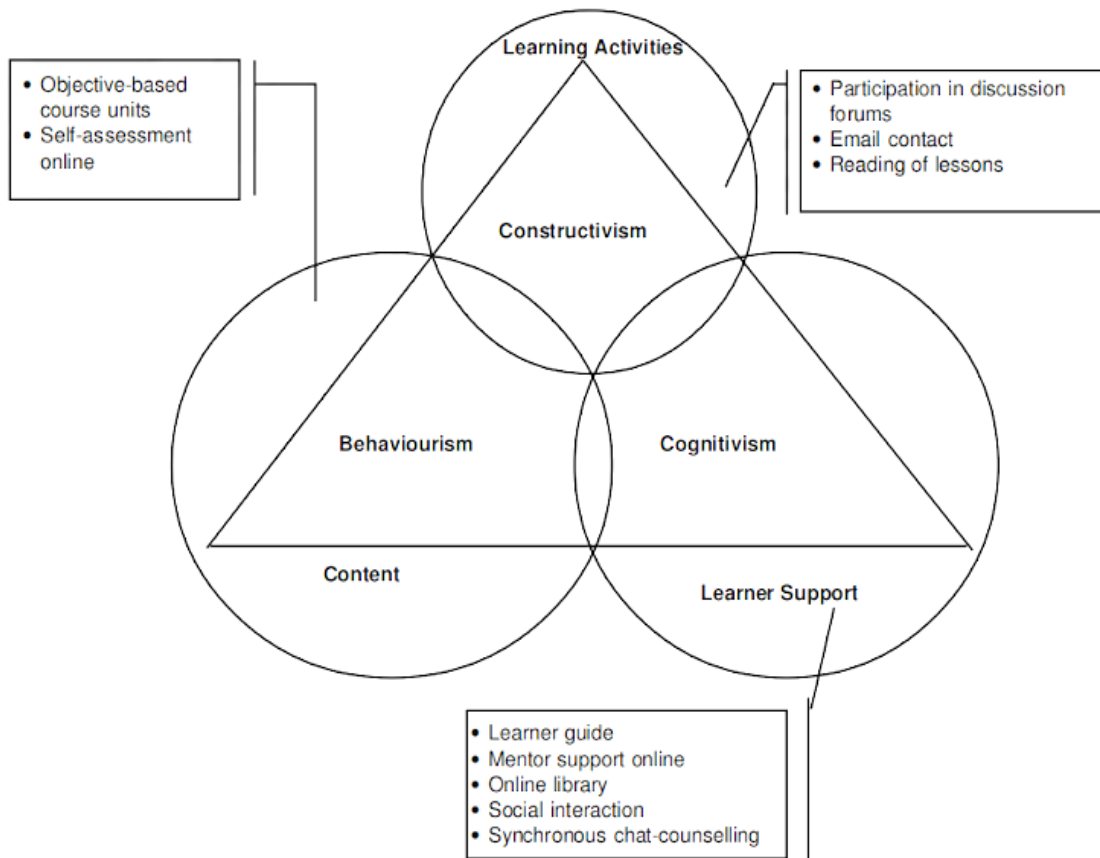 Learning Activities
• Objective-based
course units
• Self-assessment
online
• Participation in discussion
forums
• Email contact
• Reading of lessons
Constructivism
Behaviourism
Cognitivism
Content
Learner Support
• Learner guide
• Mentor support online
• Online library
• Social interaction
• Synchronous chat-counselling